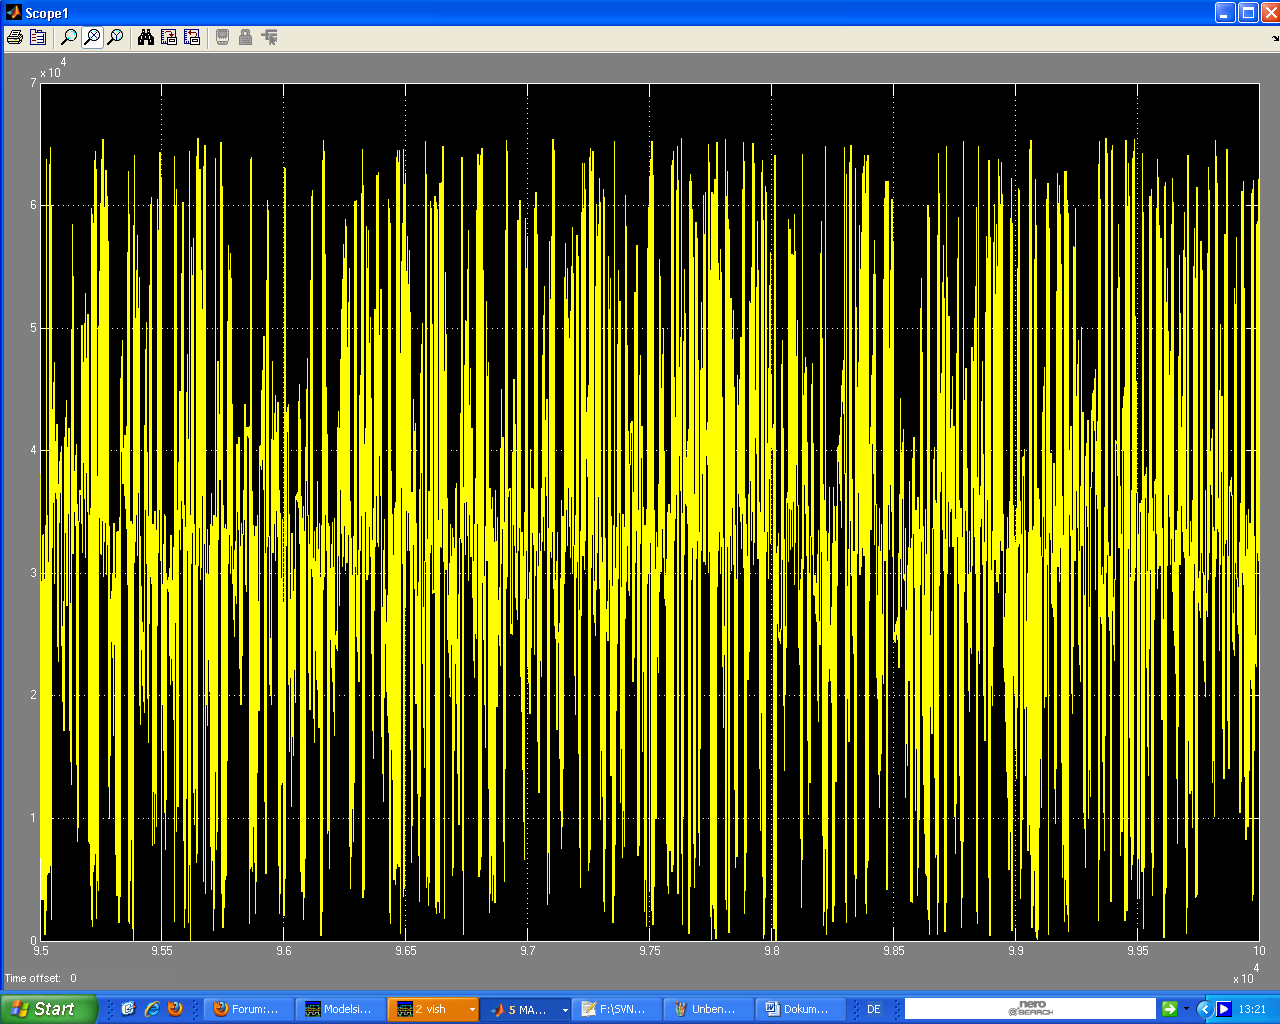 Scope1
x 10
4
7
6
5
4
3
2
1
0
9.5 9.55 9.6 9.65 9.7 9.75 9.8 9.85 9.9 9.95 10
Time offset: 0
x 10
4
Start Forum:... Modelsi... 2 vish 5 MA... F:\SVN... Unben... Dokum... DE nero SEARCH 13:21